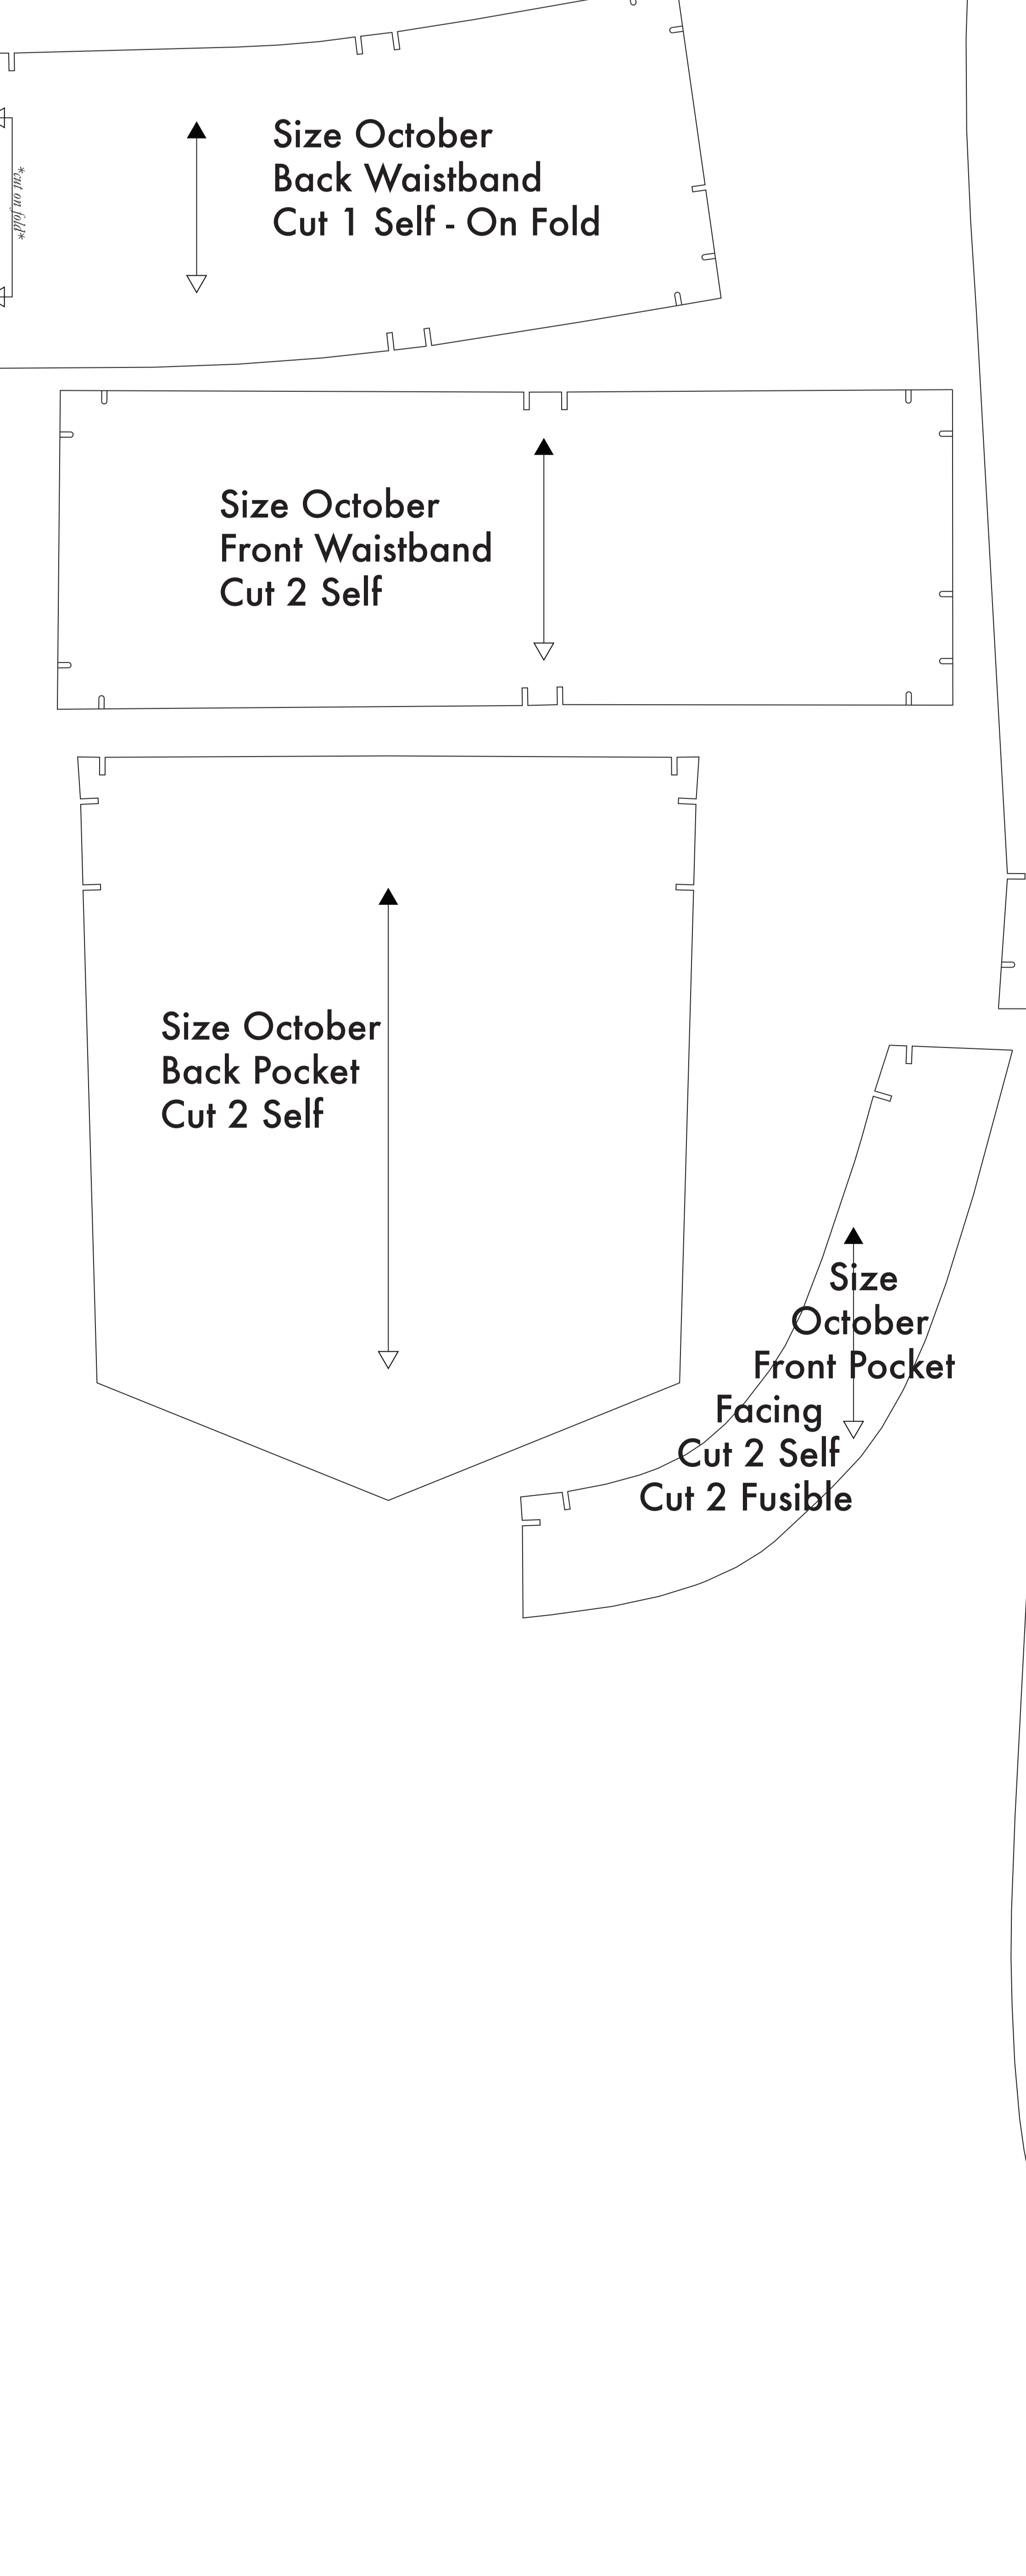 *cut on fold*
Size October
Back Waistband
Cut 1 Self - On Fold
Size October
Front Waistband
Cut 2 Self
Size October
Back Pocket
Cut 2 Self
Size
October
Front Pocket
Facing
Cut 2 Self
Cut 2 Fusible